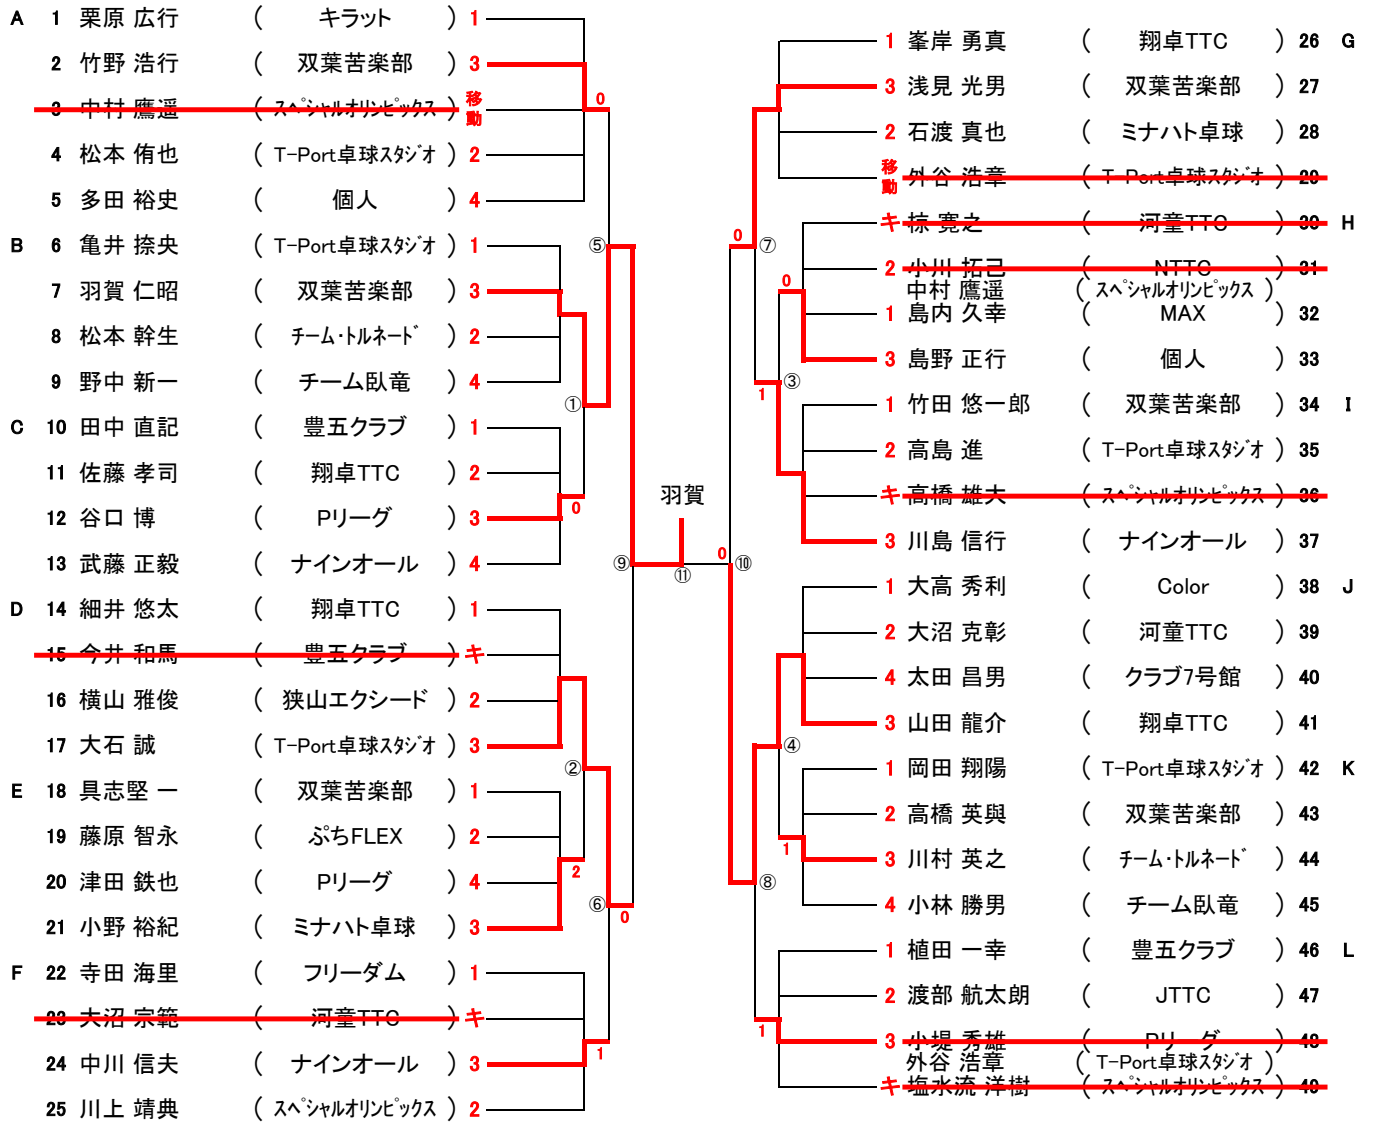 A 1 栗原 広行 ( キラット ) 1
2 竹野 浩行 ( 双葉苦楽部 ) 3
3 中村 鷹遥 ( スペシャルオリンピックス ) 移動
0
4 松本 侑也 ( T-Port卓球スタジオ ) 2
5 多田 裕史 ( 個人 ) 4
⑤
B 6 亀井 捺央 ( T-Port卓球スタジオ ) 1
7 羽賀 仁昭 ( 双葉苦楽部 ) 3
8 松本 幹生 ( チーム・トルネード ) 2
9 野中 新一 ( チーム臥竜 ) 4
①
C 10 田中 直記 ( 豊五クラブ ) 1
11 佐藤 孝司 ( 翔卓TTC ) 2
12 谷口 博 ( Pリーグ ) 3
0
13 武藤 正毅 ( ナインオール ) 4
⑨
D 14 細井 悠太 ( 翔卓TTC ) 1
15 今井 和馬 ( 豊五クラブ ) キ
16 横山 雅俊 ( 狭山エクシード ) 2
17 大石 誠 ( T-Port卓球スタジオ ) 3
②
E 18 具志堅 一 ( 双葉苦楽部 ) 1
19 藤原 智永 ( ぷちFLEX ) 2
2
20 津田 鉄也 ( Pリーグ ) 4
⑥
0
21 小野 裕紀 ( ミナハト卓球 ) 3
F 22 寺田 海里 ( フリーダム ) 1
23 大沼 宗範 ( 河童TTC ) キ
24 中川 信夫 ( ナインオール ) 3
1
25 川上 靖典 ( スペシャルオリンピックス ) 2
羽賀
⑪
1 峯岸 勇真 ( 翔卓TTC ) 26 G
3 浅見 光男 ( 双葉苦楽部 ) 27
2 石渡 真也 ( ミナハト卓球 ) 28
移動 外谷 浩章 ( T-Port卓球スタジオ ) 29
キ 椋 寛之 ( 河童TTC ) 30 H
0
⑦
2 小川 拓己 ( NTTC ) 31
0
中村 鷹遥 ( スペシャルオリンピックス )
1 島内 久幸 ( MAX ) 32
3 島野 正行 ( 個人 ) 33
③
1
1 竹田 悠一郎 ( 双葉苦楽部 ) 34 I
2 高島 進 ( T-Port卓球スタジオ ) 35
キ 高橋 雄大 ( スペシャルオリンピックス ) 36
3 川島 信行 ( ナインオール ) 37
0
⑩
1 大高 秀利 ( Color ) 38 J
2 大沼 克彰 ( 河童TTC ) 39
4 太田 昌男 ( クラブ7号館 ) 40
3 山田 龍介 ( 翔卓TTC ) 41
④
1 岡田 翔陽 ( T-Port卓球スタジオ ) 42 K
2 高橋 英與 ( 双葉苦楽部 ) 43
1
3 川村 英之 ( チーム・トルネード ) 44
⑧
4 小林 勝男 ( チーム臥竜 ) 45
1 植田 一幸 ( 豊五クラブ ) 46 L
2 渡部 航太朗 ( JTTC ) 47
1
3 小堤 秀雄 ( Pリーグ ) 48
外谷 浩章 ( T-Port卓球スタジオ )
キ 塩水流 洋樹 ( スペシャルオリンピックス ) 49